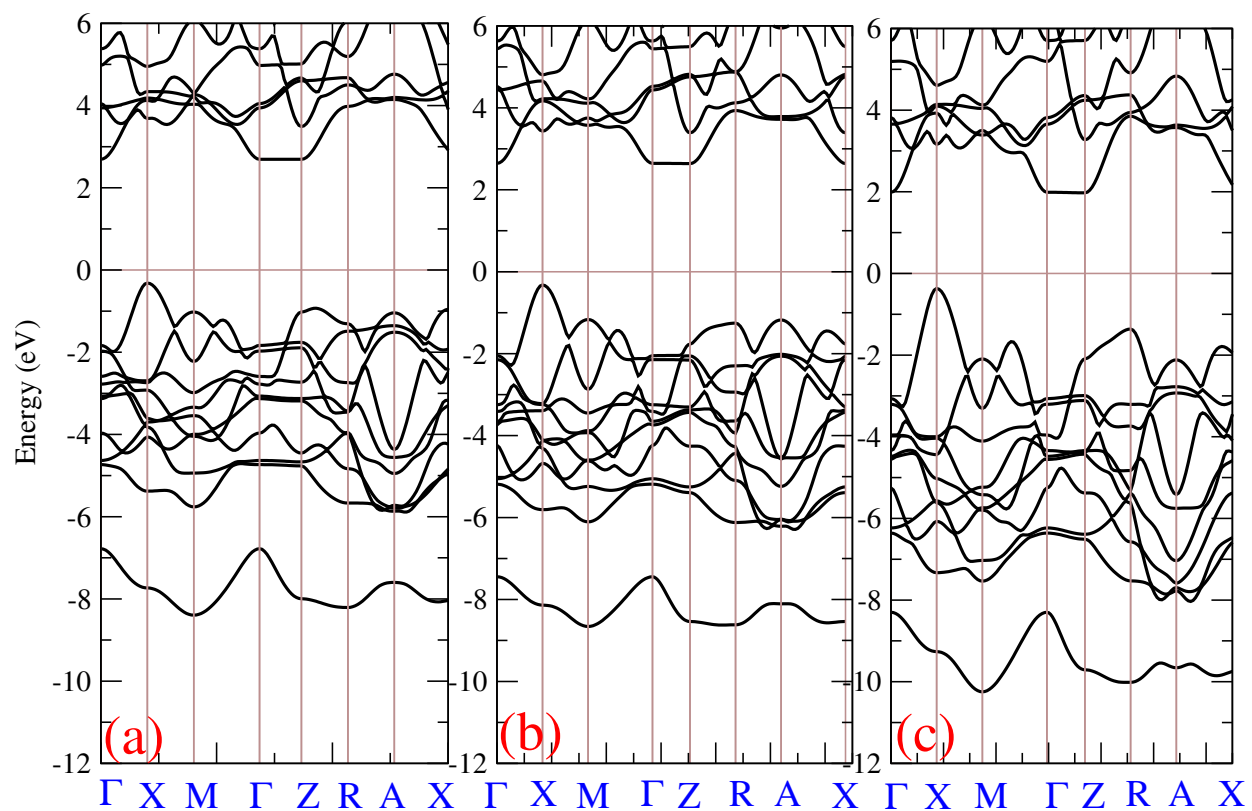 6 6 6
4 4 4
2 2 2
0 0 0
-2 -2 -2
-4 -4 -4
-6 -6 -6
-8 -8 -8
-10 -10 -10
-12 -12 -12
Energy (eV)
(a) (b) (c)
Γ X M Γ Z R A X Γ X M Γ Z R A X Γ X M Γ Z R A X